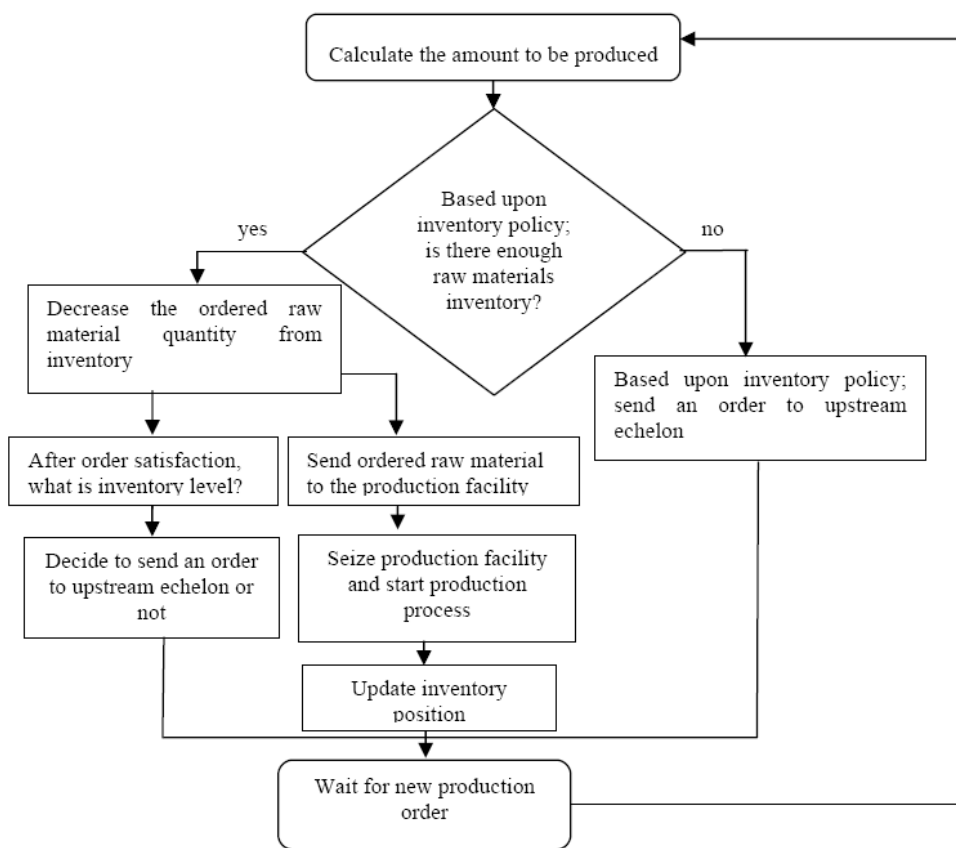 Calculate the amount to be produced
Based upon
inventory policy;
is there enough
raw materials
inventory?
yes
no
Decrease the ordered raw
material quantity from
inventory
Based upon inventory policy;
send an order to upstream
echelon
After order satisfaction,
what is inventory level?
Send ordered raw material
to the production facility
Decide to send an order
to upstream echelon or
not
Seize production facility
and start production
process
Update inventory
position
Wait for new production
order